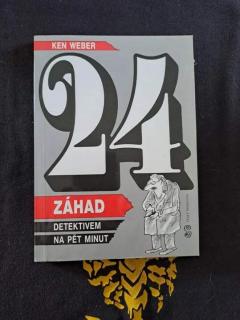 KEN WEBER
24
ZÁHAD
DETEKTIVEM
NA PĚT MINUT